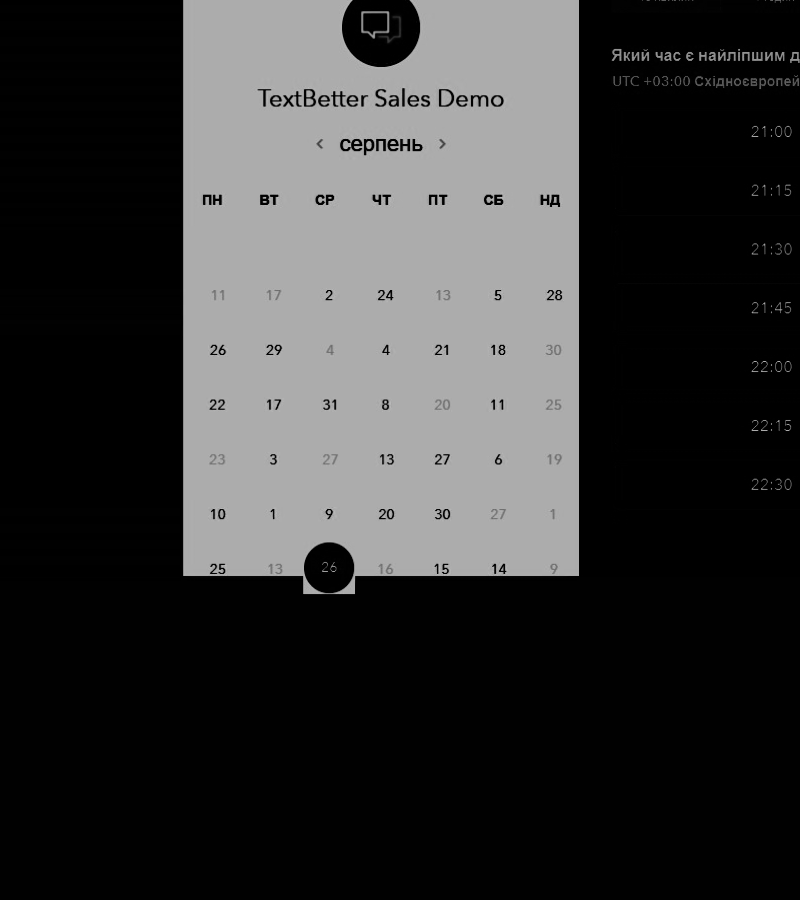 TextBetter Sales Demo
< серпень >
ПН ВТ СР ЧТ ПТ СБ НД
11 17 2 24 13 5 28
26 29 4 4 21 18 30
22 17 31 8 20 11 25
23 3 27 13 27 6 19
10 1 9 20 30 27 1
25 13 26 16 15 14 9
Який час є найліпшим
UTC +03:00
21:00
21:15
21:30
21:45
22:00
22:15
22:30